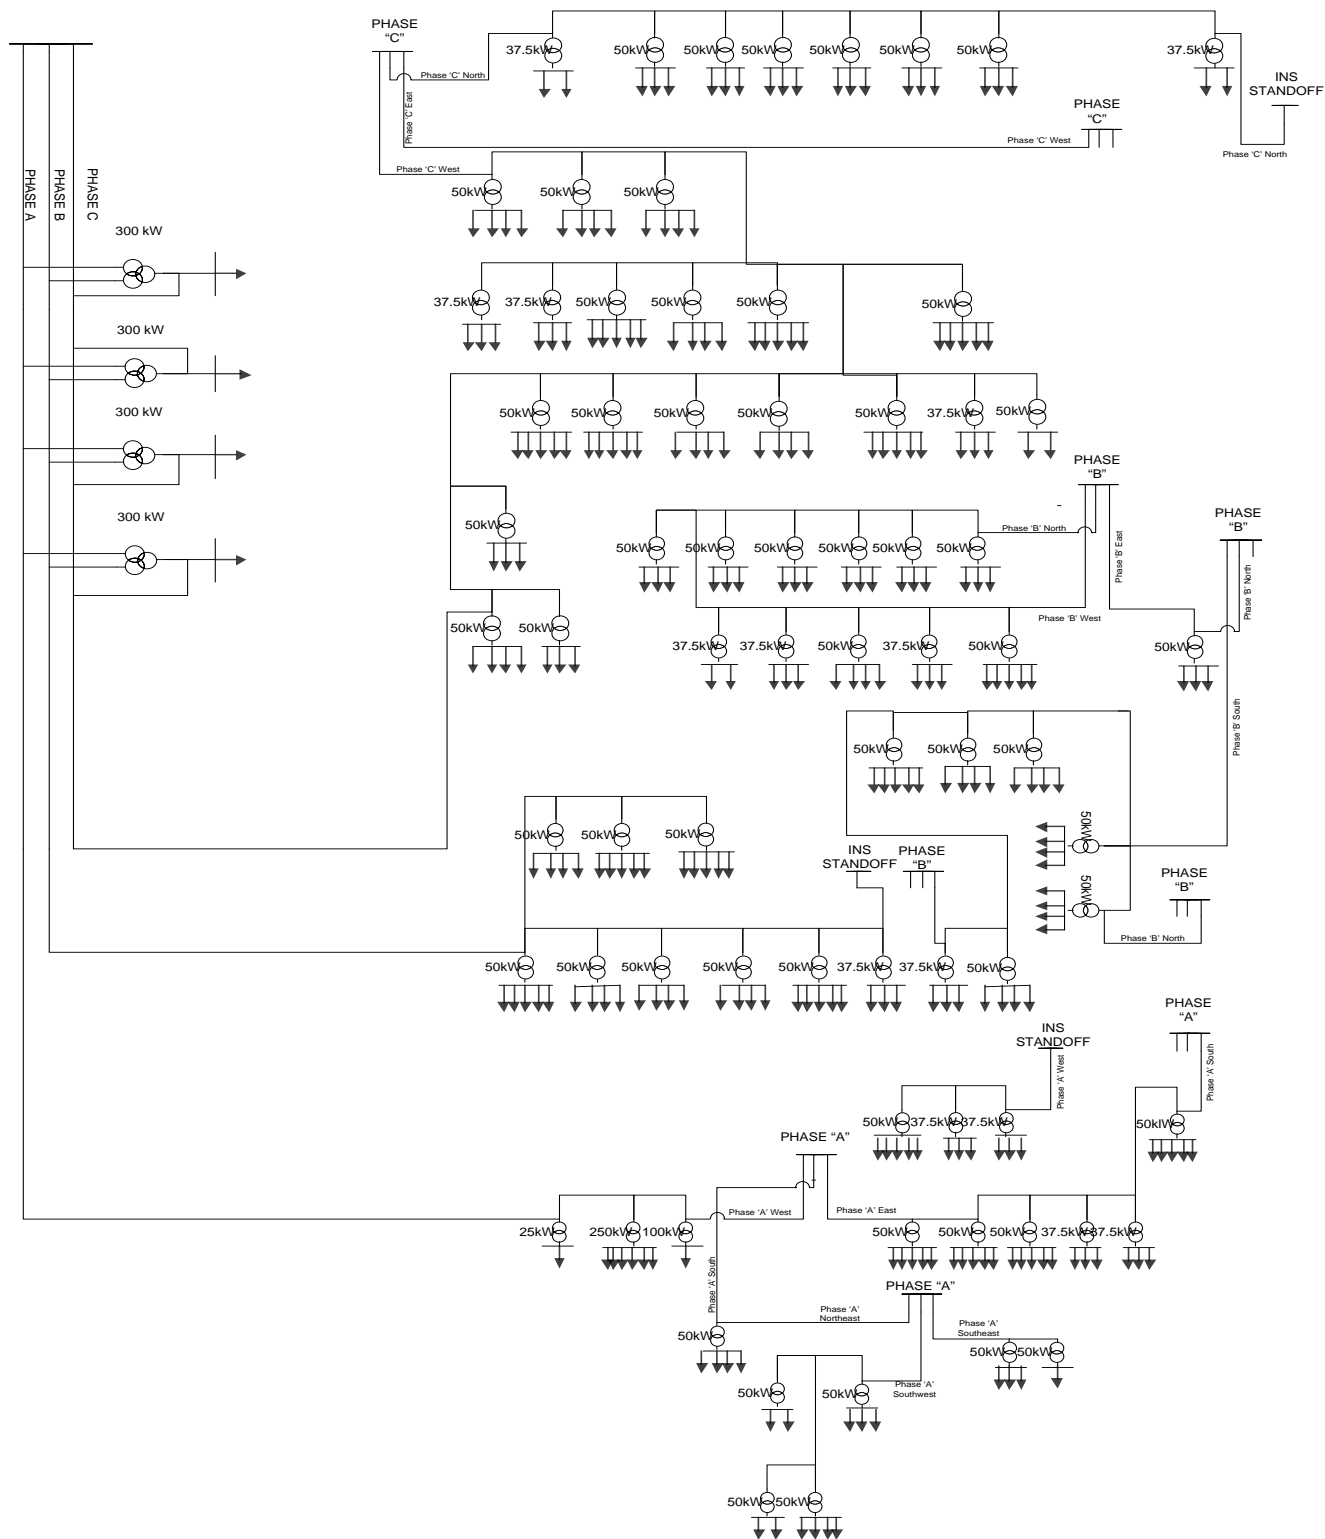 PHASE
"C"
37.5kW
50kW
50kW
50kW
50kW
50kW
50kW
37.5kW
Phase 'C' North
INS
STANDOFF
Phase 'C' East
PHASE
"C"
Phase 'C' West
Phase 'C' North
Phase 'C' West
50kW
50kW
50kW
PHASE A
PHASE B
PHASE C
300 kW
37.5kW
37.5kW
50kW
50kW
50kW
50kW
300 kW
300 kW
50kW
50kW
50kW
50kW
50kW
37.5kW
50kW
PHASE
"B"
300 kW
50kW
PHASE
"B"
50kW
50kW
50kW
50kW
50kW
50kW
Phase 'B' North
Phase 'B' East
Phase 'B' North
50kW
50kW
Phase 'B' West
37.5kW
37.5kW
50kW
37.5kW
50kW
50kW
Phase 'B' South
50kW
50kW
50kW
50kW
50kW
50kW
50kW
50kW
INS
STANDOFF
PHASE
"B"
PHASE
"B"
Phase 'B' North
50kW
50kW
50kW
50kW
50kW
37.5kW
37.5kW
50kW
PHASE
"A"
INS
STANDOFF
Phase 'A' West
Phase 'A' South
50kW
37.5kW
37.5kW
50klW
PHASE "A"
Phase 'A' West
Phase 'A' East
25kW
250kW
100kW
50kW
50kW
50kW
37.5kW
37.5kW
Phase 'A' South
PHASE "A"
Phase 'A'
Northeast
Phase 'A'
Southeast
50kW
50kW
50kW
Phase 'A'
Southwest
50kW
50kW
50kW
50kW